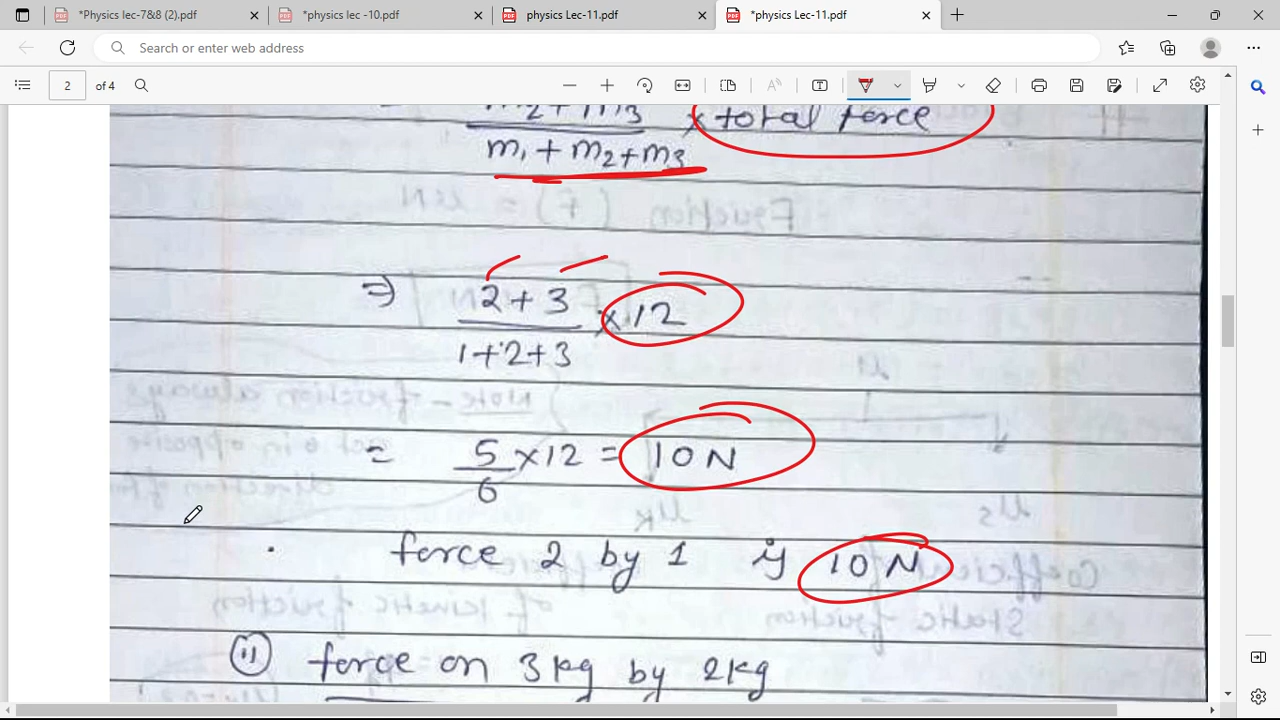 *Physics lec-7&8 (2).pdf
*physics lec -10.pdf
physics Lec-11.pdf
*physics Lec-11.pdf
Search or enter web address
2 of 4
m2 + m3 × total force
m1 + m2 + m3
⇒ 2 + 3 × 12
1+2+3
= 5 × 12 = 10 N
6
force 2 by 1 is 10 N
(ii) force on 3 kg by 2 kg